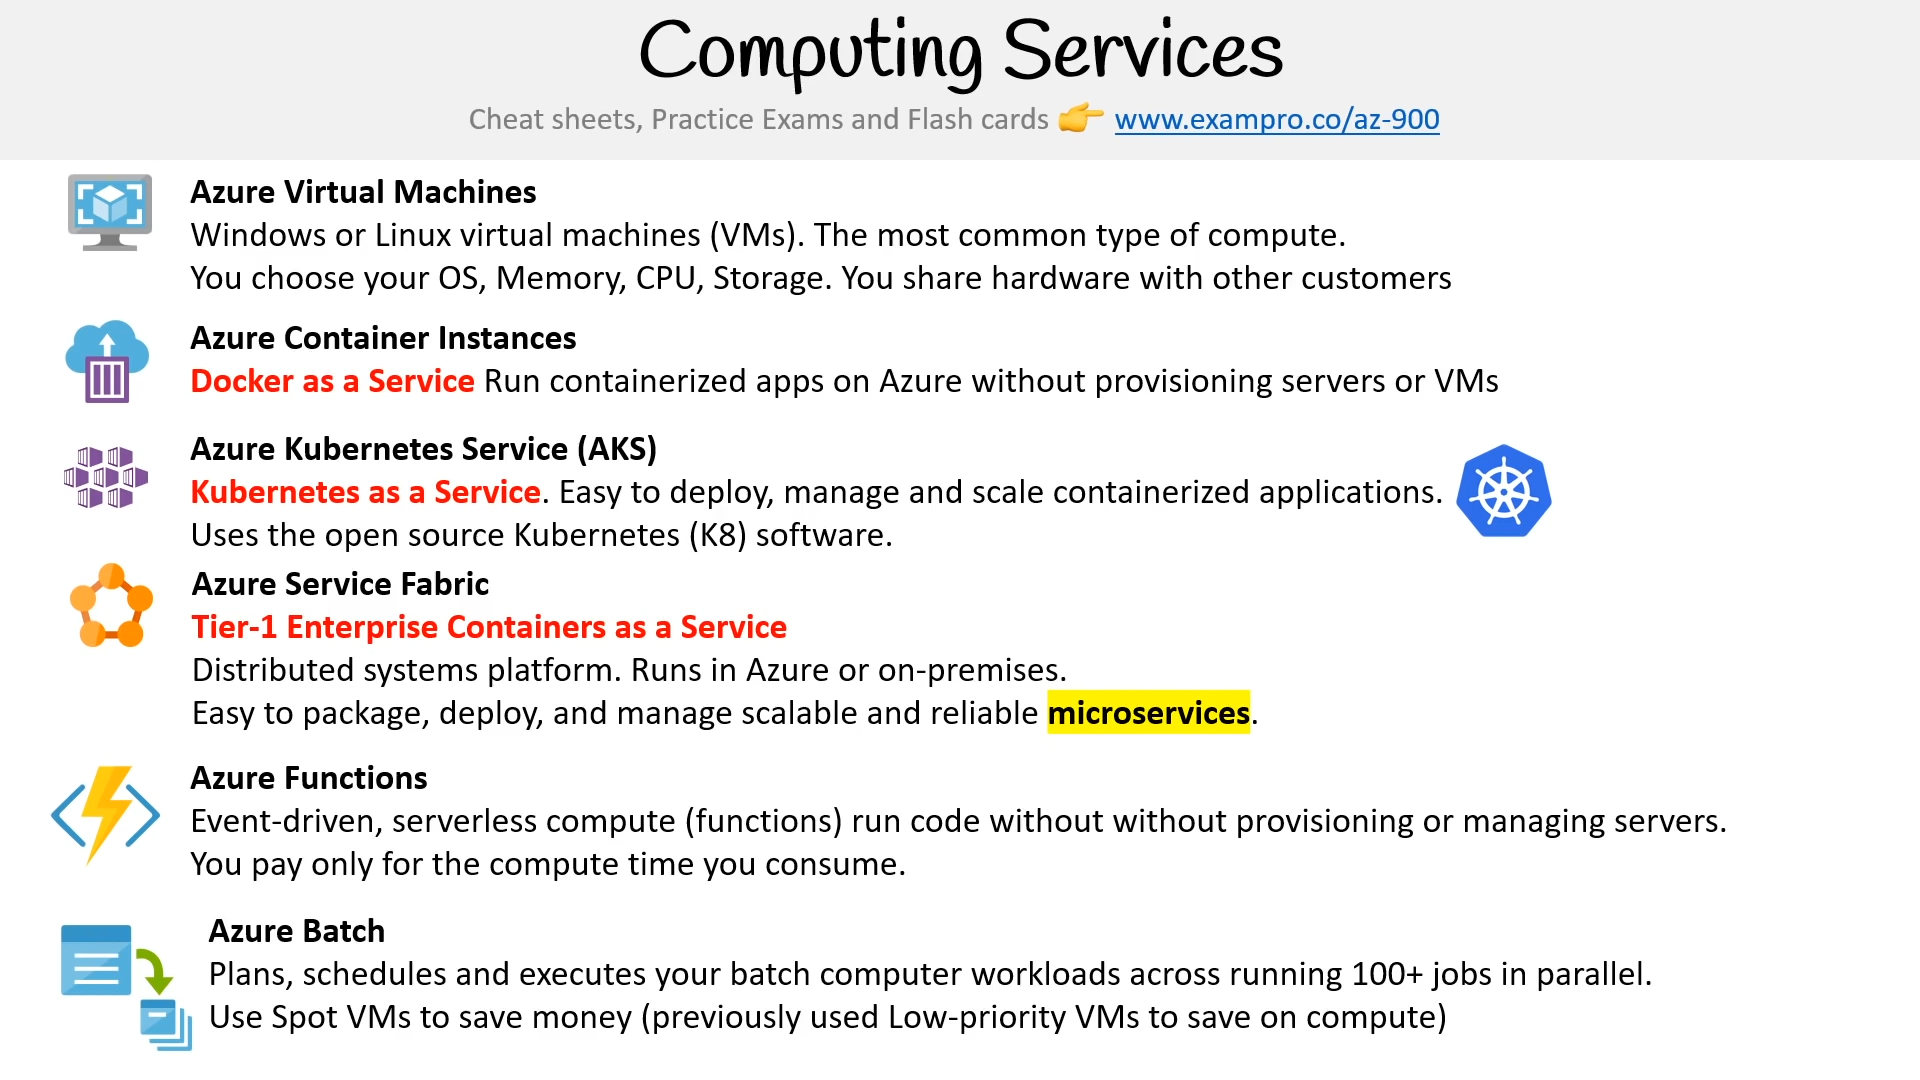 Computing Services
Cheat sheets, Practice Exams and Flash cards 👉 www.exampro.co/az-900
Azure Virtual Machines
Windows or Linux virtual machines (VMs). The most common type of compute.
You choose your OS, Memory, CPU, Storage. You share hardware with other customers
Azure Container Instances
Docker as a Service Run containerized apps on Azure without provisioning servers or VMs
Azure Kubernetes Service (AKS)
Kubernetes as a Service. Easy to deploy, manage and scale containerized applications.
Uses the open source Kubernetes (K8) software.
Azure Service Fabric
Tier-1 Enterprise Containers as a Service
Distributed systems platform. Runs in Azure or on-premises.
Easy to package, deploy, and manage scalable and reliable microservices.
Azure Functions
Event-driven, serverless compute (functions) run code without without provisioning or managing servers.
You pay only for the compute time you consume.
Azure Batch
Plans, schedules and executes your batch computer workloads across running 100+ jobs in parallel.
Use Spot VMs to save money (previously used Low-priority VMs to save on compute)